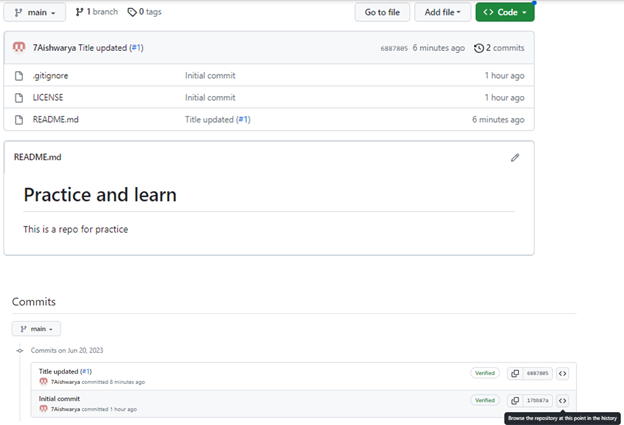 main 1 branch 0 tags Go to file Add file <> Code
7Aishwarya Title updated (#1) 6887805 6 minutes ago 2 commits
.gitignore Initial commit 1 hour ago
LICENSE Initial commit 1 hour ago
README.md Title updated (#1) 6 minutes ago
README.md
Practice and learn
This is a repo for practice
Commits
main
Commits on Jun 20, 2023
Title updated (#1) Verified 6887805 <>
7Aishwarya committed 8 minutes ago
Initial commit Verified 17bb87a <>
7Aishwarya committed 1 hour ago
Browse the repository at this point in the history